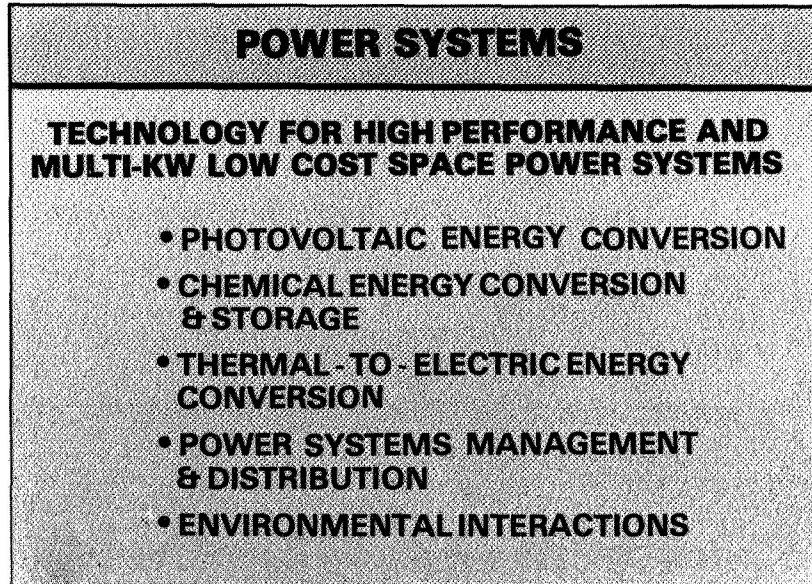 POWER SYSTEMS
TECHNOLOGY FOR HIGH PERFORMANCE AND
MULTI-KW LOW COST SPACE POWER SYSTEMS
• PHOTOVOLTAIC ENERGY CONVERSION
• CHEMICAL ENERGY CONVERSION
& STORAGE
• THERMAL - TO - ELECTRIC ENERGY
CONVERSION
• POWER SYSTEMS MANAGEMENT
& DISTRIBUTION
• ENVIRONMENTAL INTERACTIONS